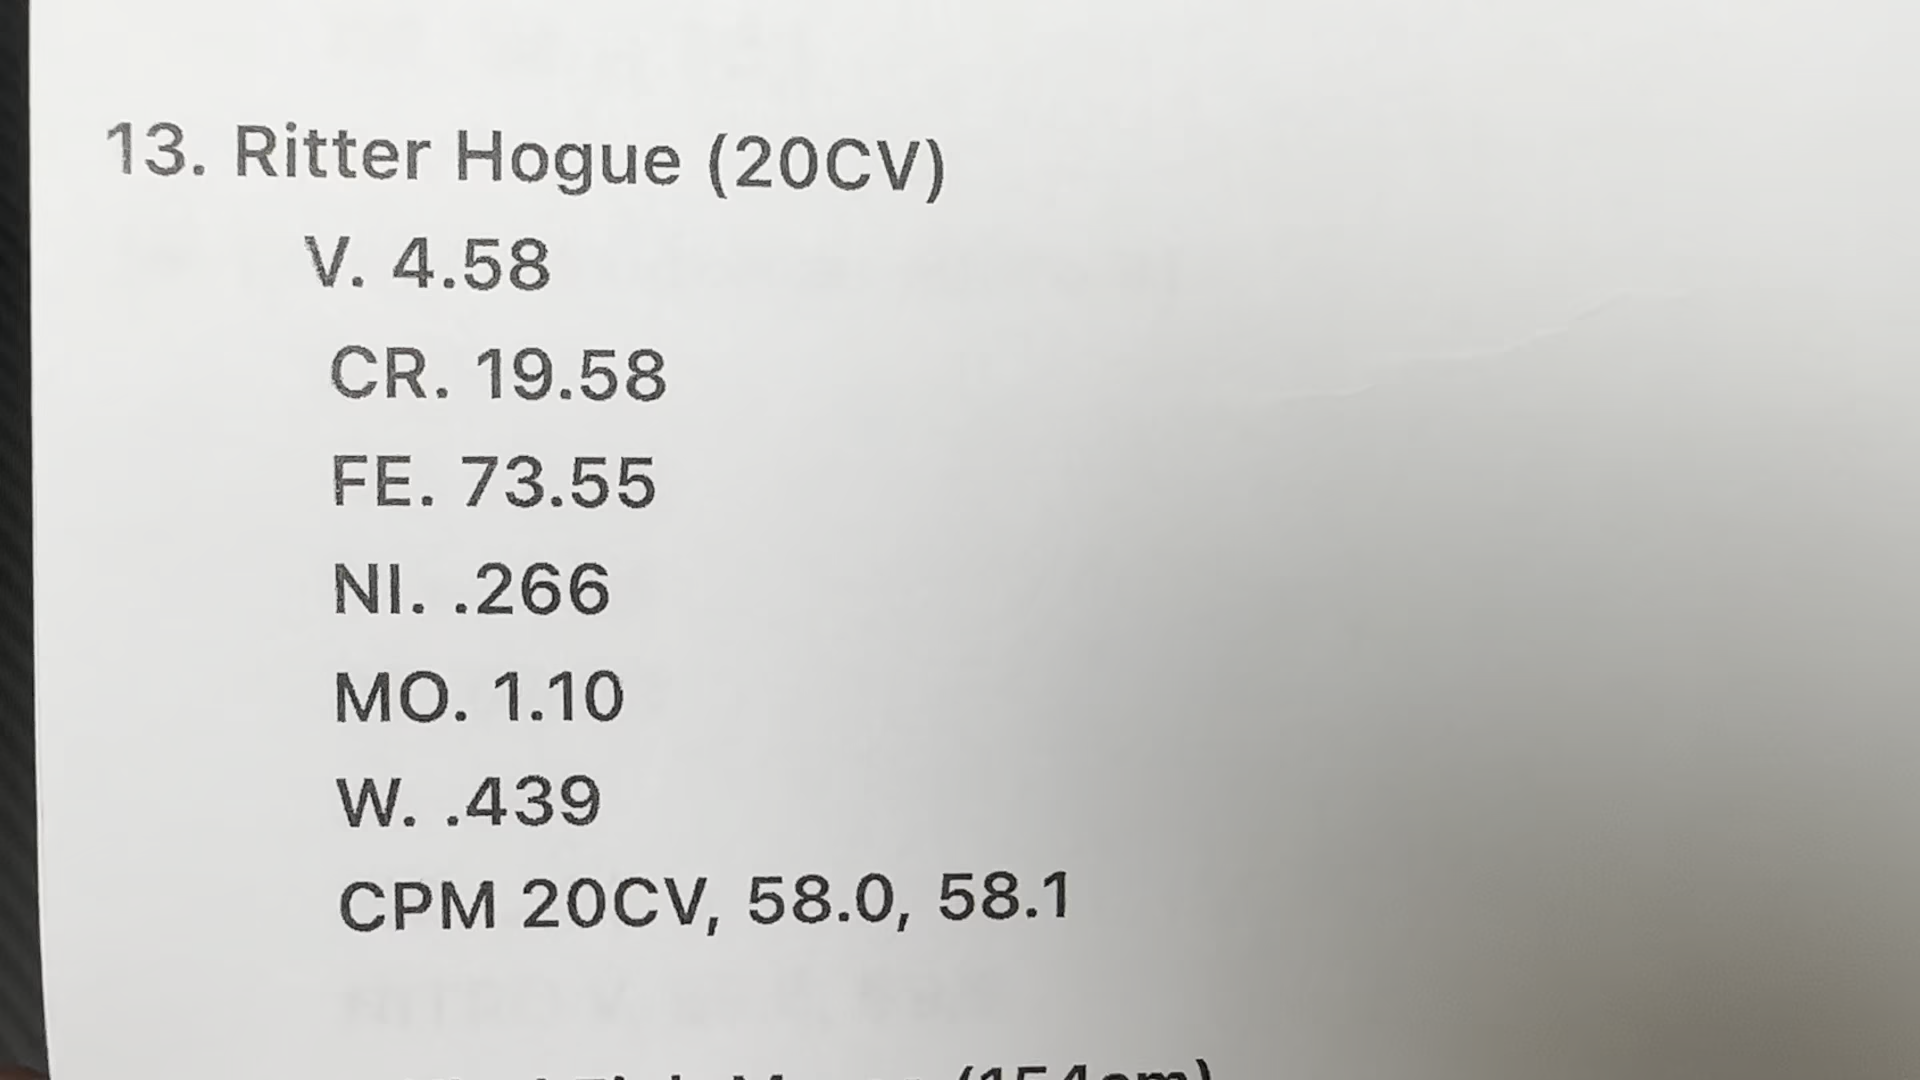 13. Ritter Hogue (20CV)
V. 4.58
CR. 19.58
FE. 73.55
NI. .266
MO. 1.10
W. .439
CPM 20CV, 58.0, 58.1